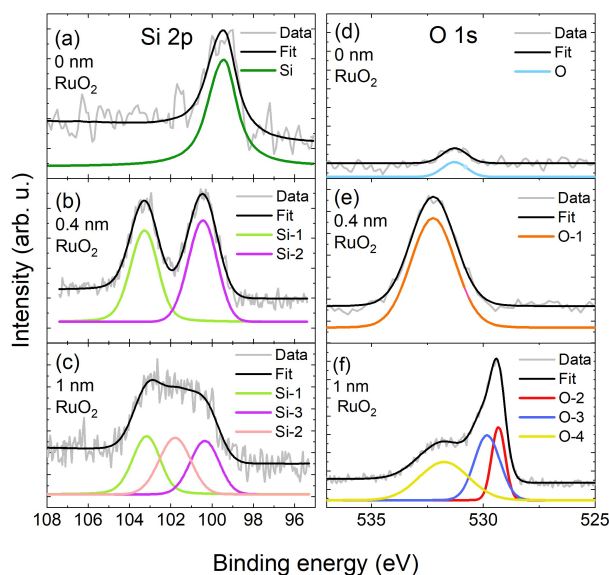 (a)
Si 2p
0 nm
RuO2
Data
Fit
Si
(b)
0.4 nm
RuO2
Data
Fit
Si-1
Si-2
(c)
1 nm
RuO2
Data
Fit
Si-1
Si-3
Si-2
108 106 104 102 100 98 96
(d)
O 1s
0 nm
RuO2
Data
Fit
O
(e)
0.4 nm
RuO2
Data
Fit
O-1
(f)
1 nm
RuO2
Data
Fit
O-2
O-3
O-4
535 530 525
Intensity (arb. u.)
Binding energy (eV)